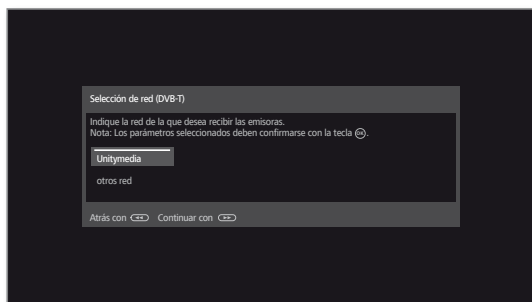 Selección de red (DVB-T)
Indique la red de la que desea recibir las emisoras.
Nota: Los parámetros seleccionados deben confirmarse con la tecla OK.
Unitymedia
otros red
Atrás con Continuar con